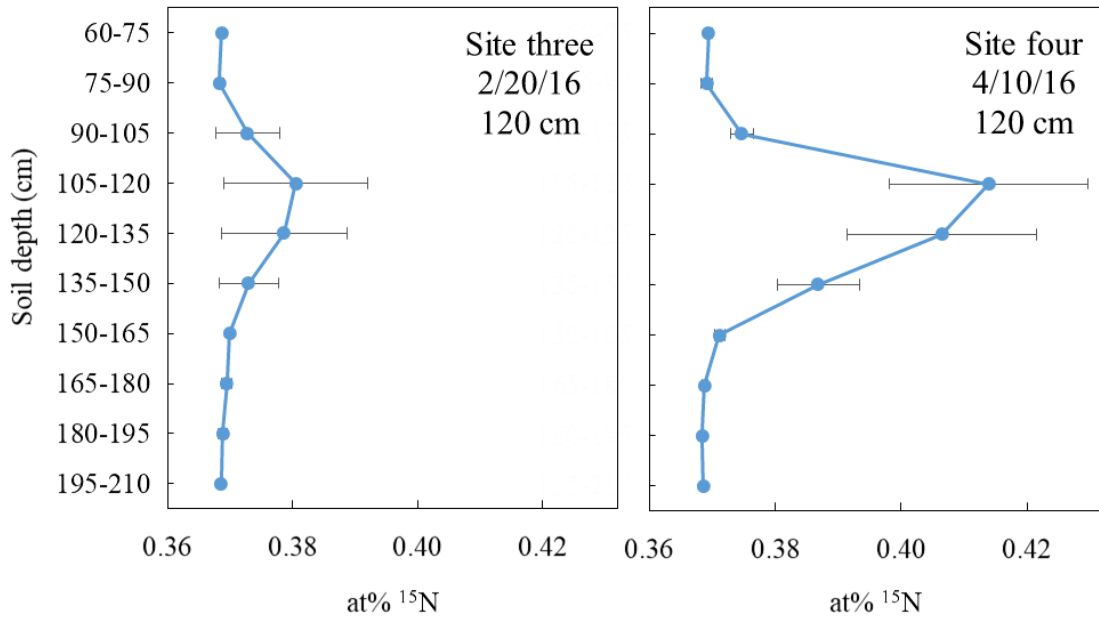 Soil depth (cm)
60-75
75-90
90-105
105-120
120-135
135-150
150-165
165-180
180-195
195-210
Site three
2/20/16
120 cm
0.36
0.38
0.40
0.42
at% ¹⁵N
Site four
4/10/16
120 cm
0.36
0.38
0.40
0.42
at% ¹⁵N